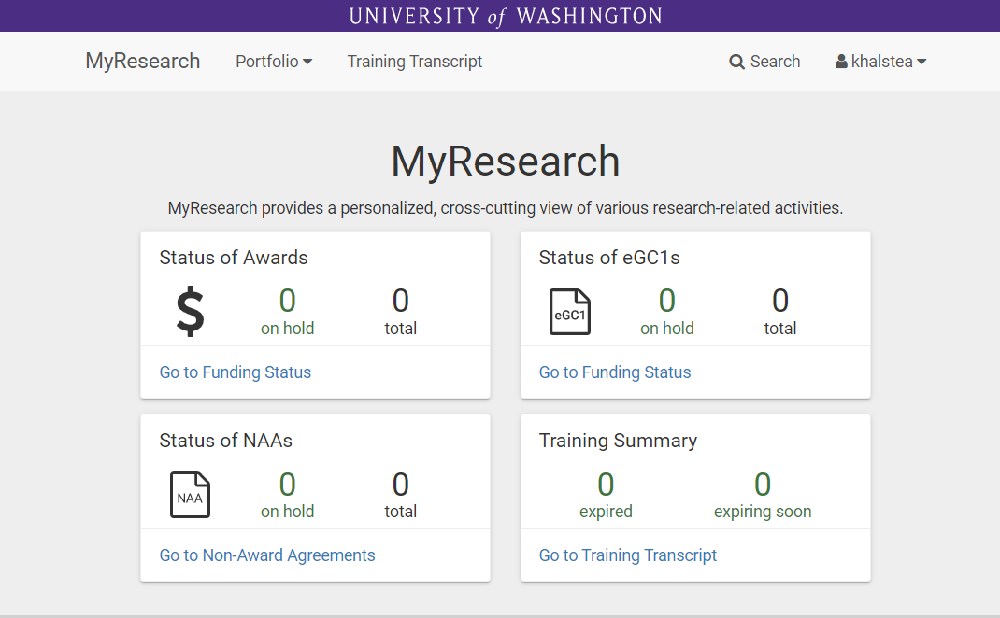 UNIVERSITY of WASHINGTON
MyResearch Portfolio Training Transcript Search khalstea
MyResearch
MyResearch provides a personalized, cross-cutting view of various research-related activities.
Status of Awards
$ 0 0
on hold total
Go to Funding Status
Status of eGC1s
eGC1 0 0
on hold total
Go to Funding Status
Status of NAAs
NAA 0 0
on hold total
Go to Non-Award Agreements
Training Summary
0 0
expired expiring soon
Go to Training Transcript